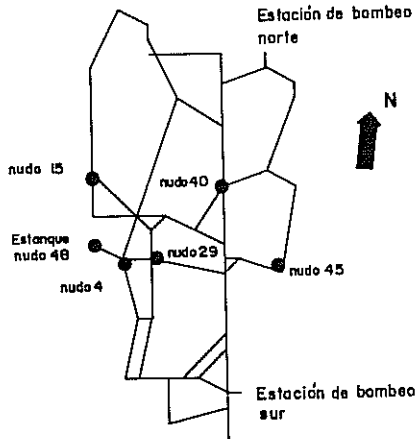 Estación de bombeo
norte
N
nudo 15
nudo 40
Estanque
nudo 48
nudo 29
nudo 45
nudo 4
Estación de bombeo
sur